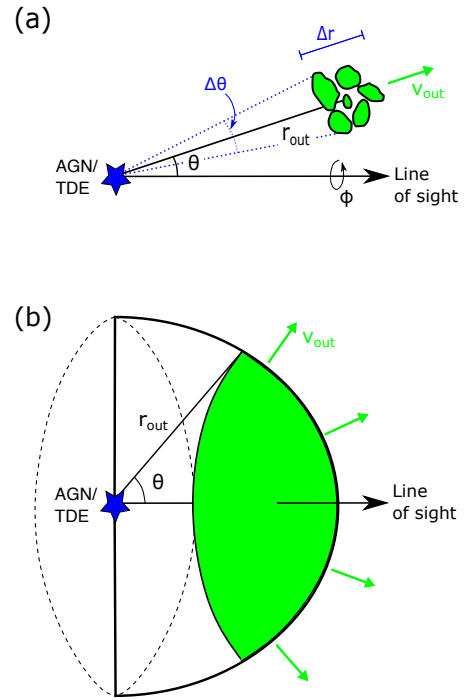 (a)
Δr
Δθ
v_out
r_out
θ
AGN/
TDE
Line
of sight
ϕ
(b)
v_out
r_out
θ
AGN/
TDE
Line
of sight